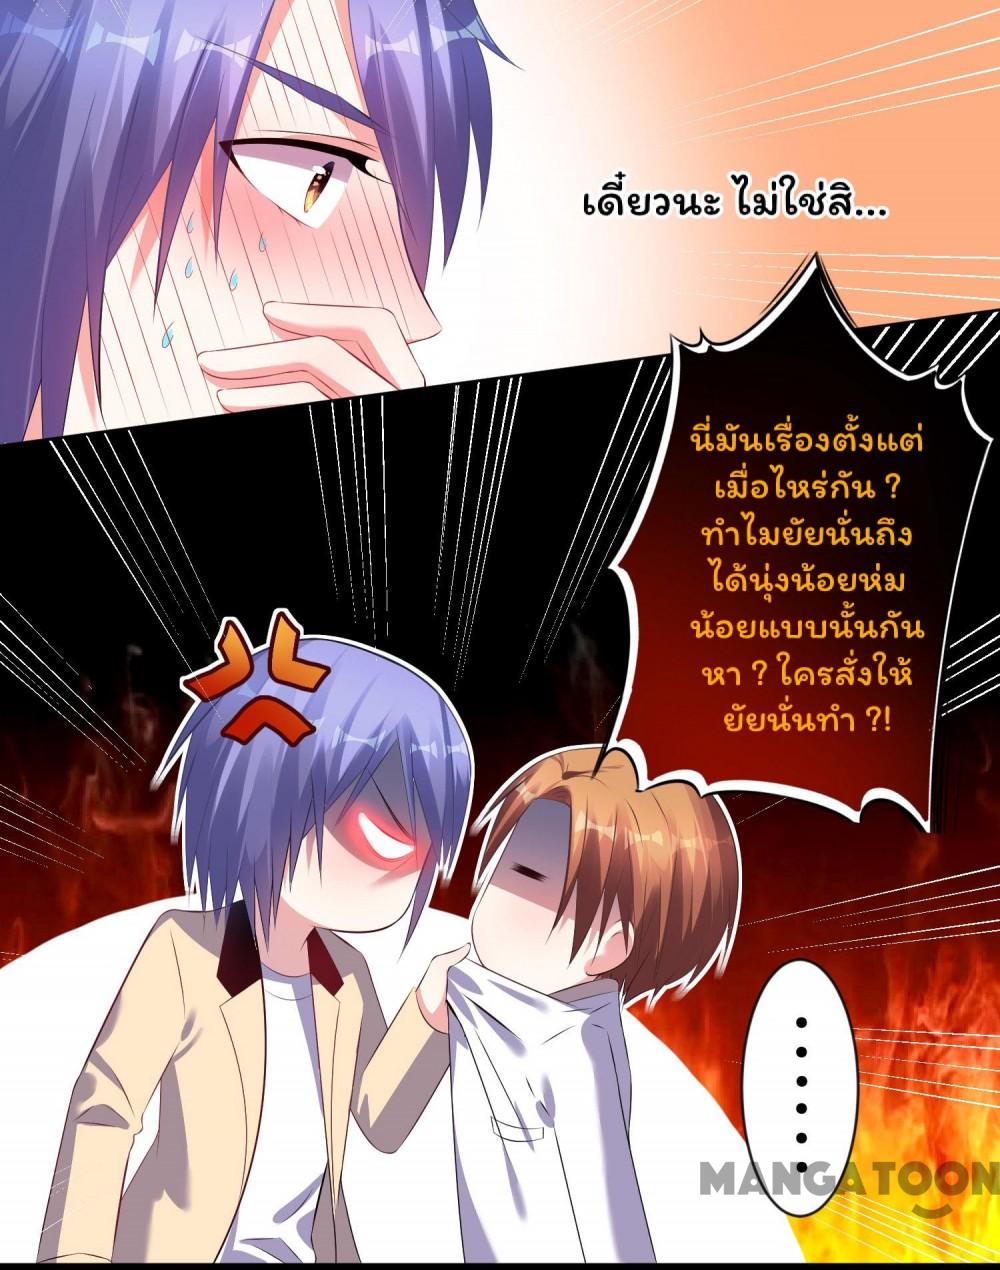 เดี๋ยวนะ ไม่ใช่สิ...
นี่มันเรื่องตั้งแต่
เมื่อไหร่กัน ?
ทำไมยัยนั่นถึง
ได้นุ่งน้อยห่ม
น้อยแบบนั้นกัน
หา ? ใครสั่งให้
ยัยนั่นทำ ?!
......
MANGATOON